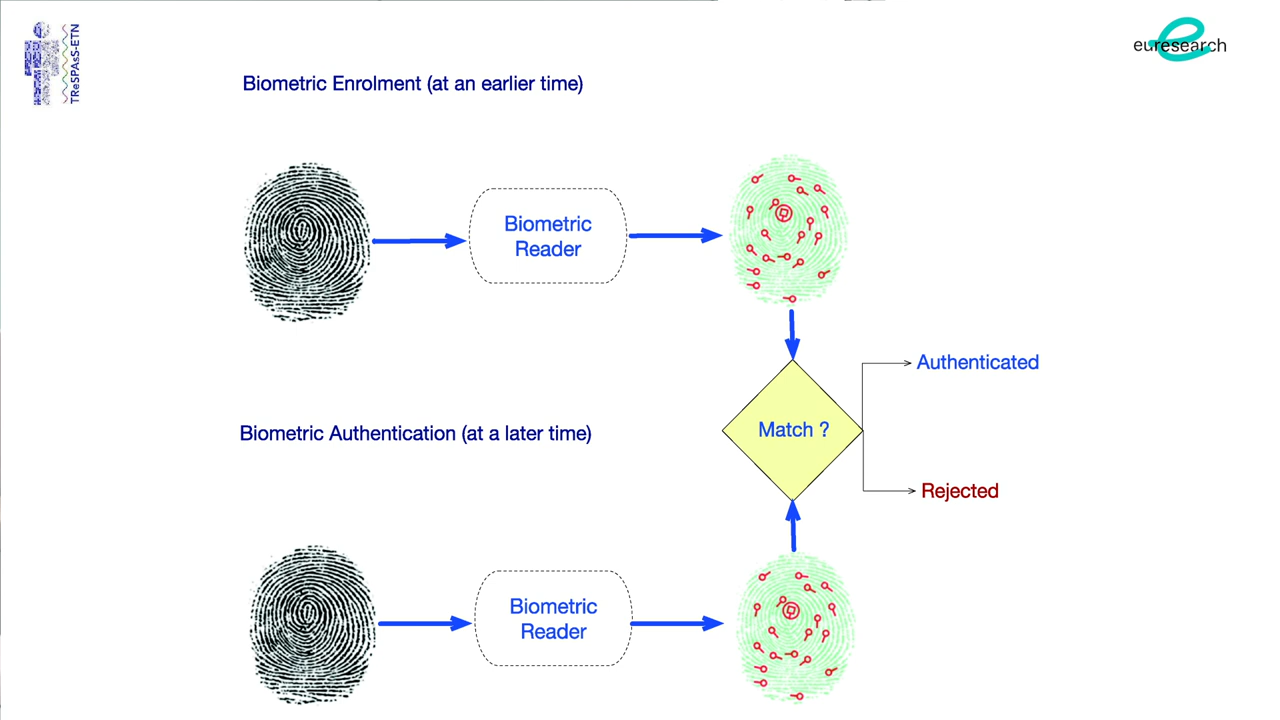 TReSPAsS-ETN
euresearch
Biometric Enrolment (at an earlier time)
Biometric
Reader
Authenticated
Match ?
Biometric Authentication (at a later time)
Rejected
Biometric
Reader